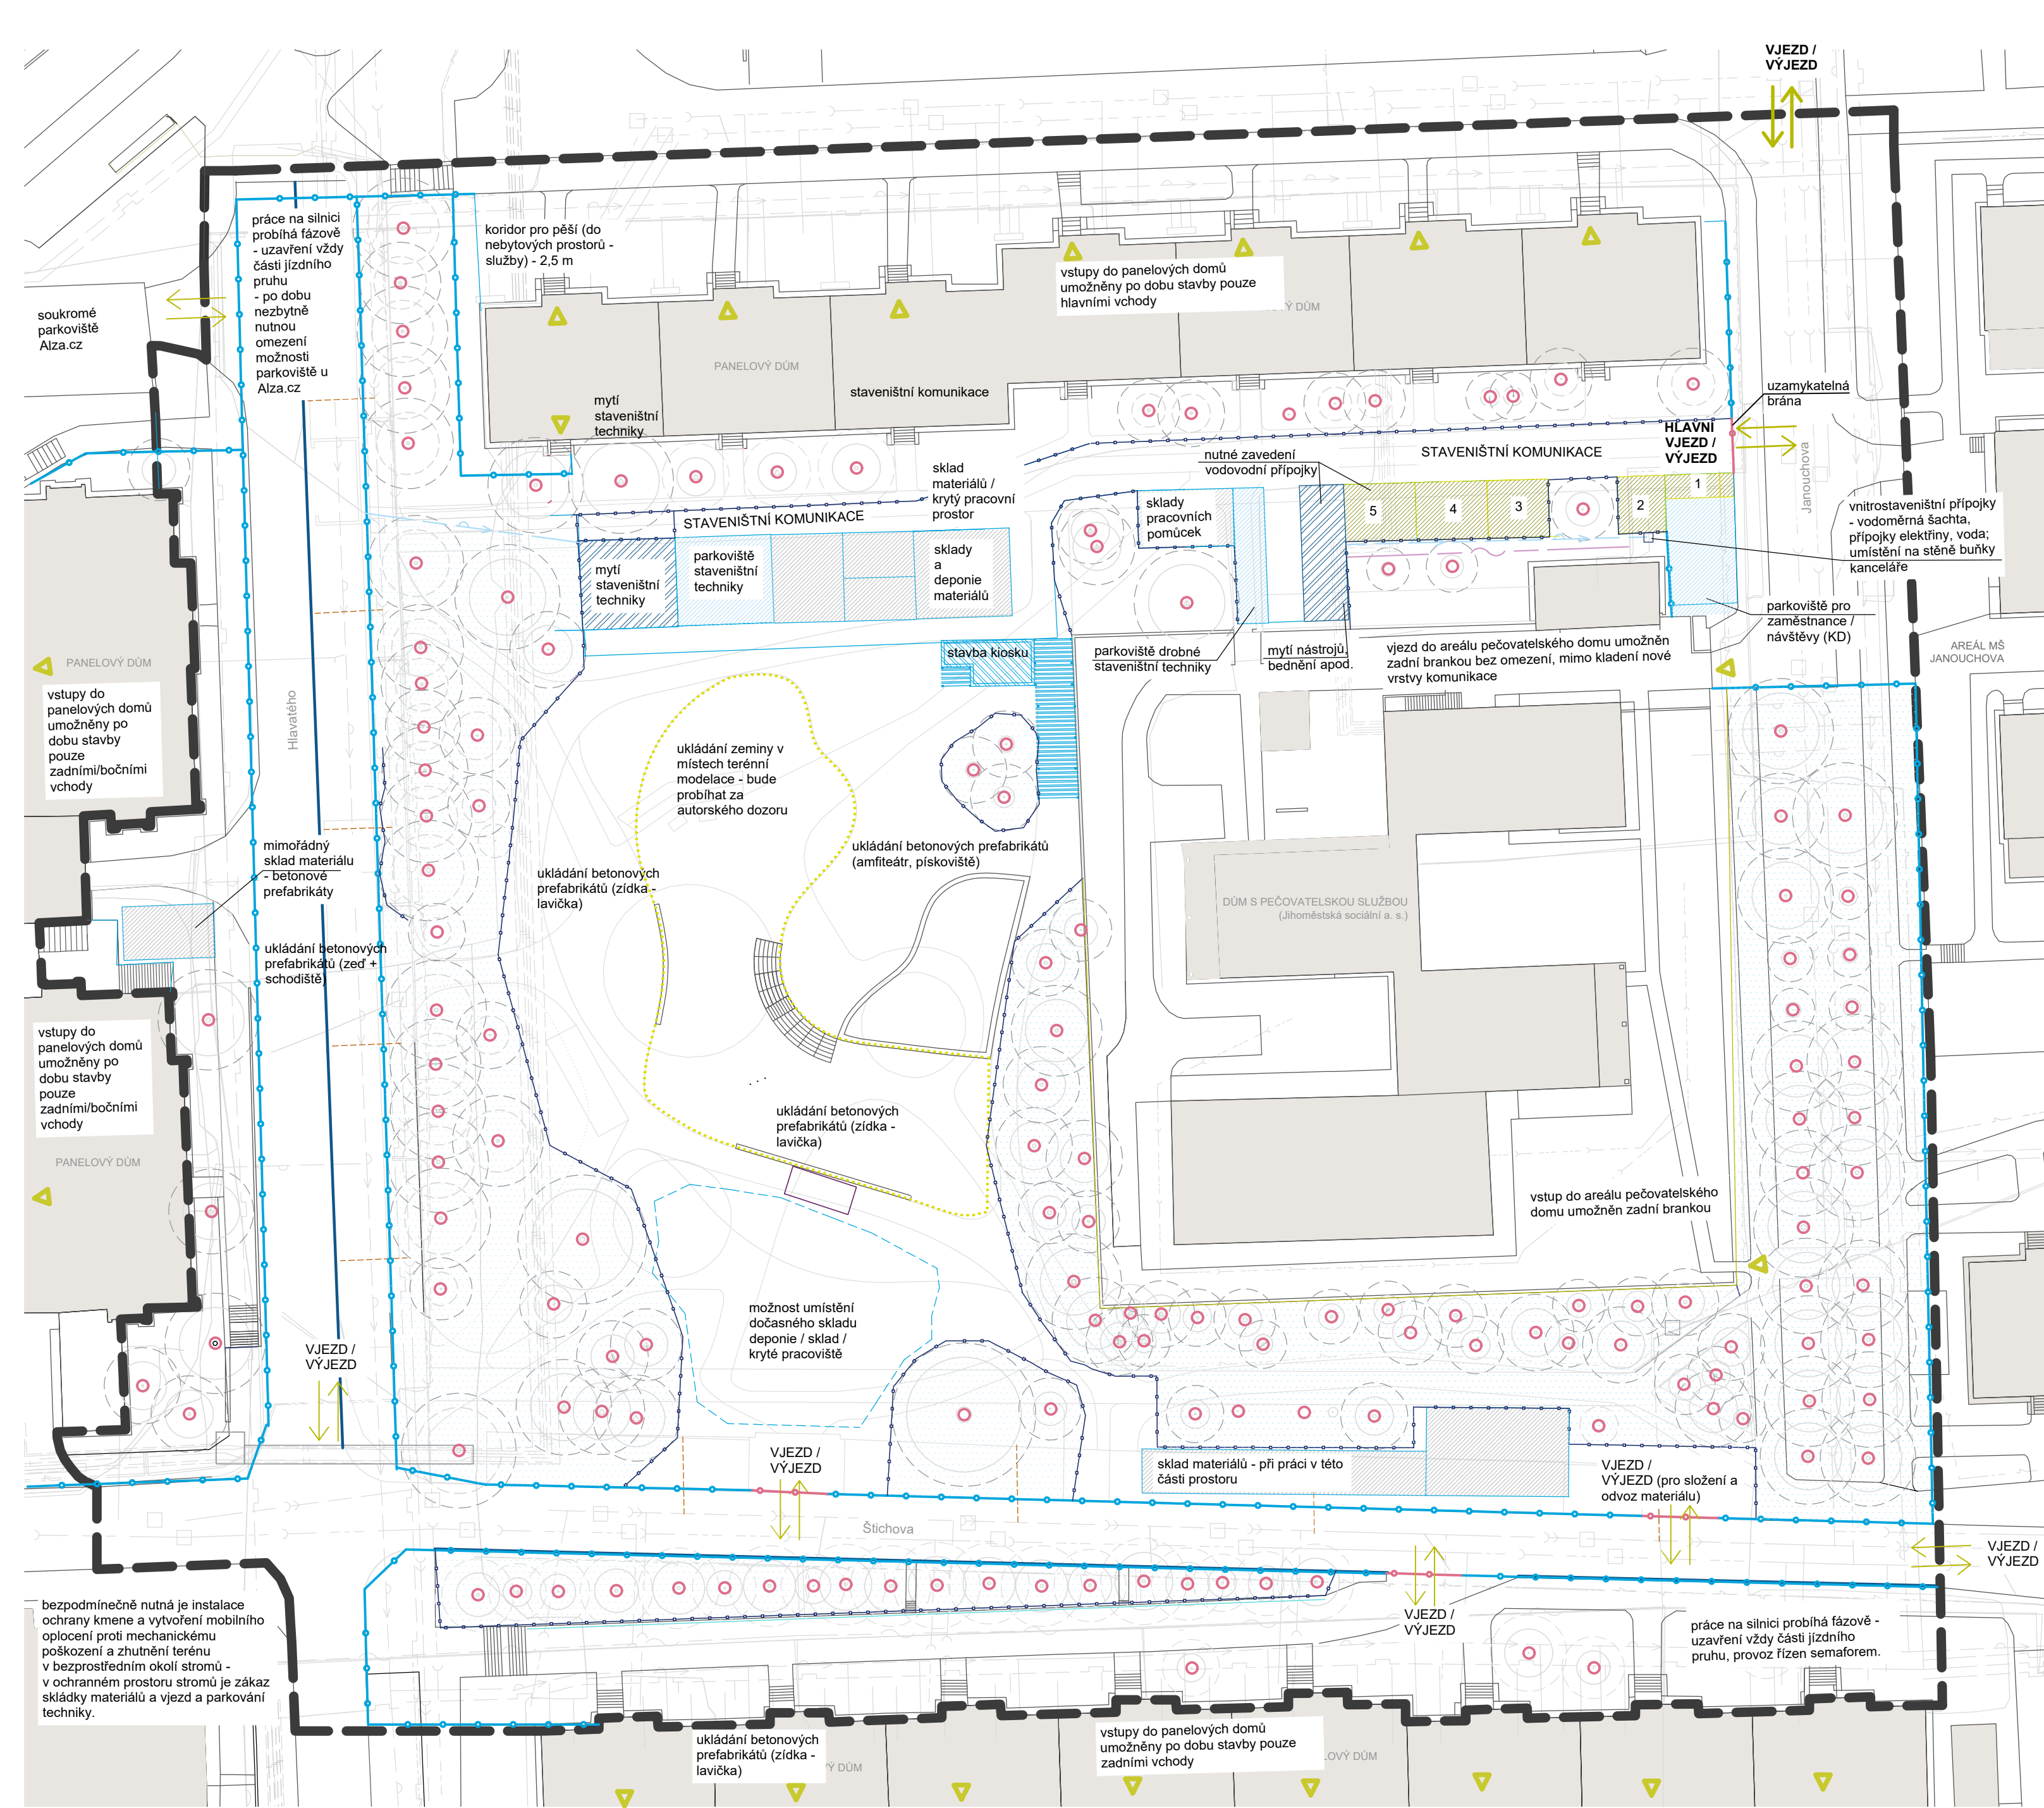 VJEZD /
VÝJEZD
práce na silnici
probíhá fázově
- uzavření vždy
části jízdního
pruhu
- po dobu
nezbytně
nutnou
omezení
možnosti
parkoviště u
Alza.cz
koridor pro pěší (do
nebytových prostorů -
služby) - 2,5 m
soukromé
parkoviště
Alza.cz
vstupy do panelových domů
umožněny po dobu stavby pouze
hlavními vchody
Ý DŮM
PANELOVÝ DŮM
staveništní komunikace
mytí
staveništní
techniky
uzamykatelná
brána
HLAVNÍ
VJEZD /
VÝJEZD
STAVENIŠTNÍ KOMUNIKACE
Janouchova
nutné zavedení
vodovodní přípojky
sklad
materiálů /
krytý pracovní
prostor
STAVENIŠTNÍ KOMUNIKACE
sklady
pracovních
pomůcek
5
4
3
2
1
vnitrostaveništní přípojky
- vodoměrná šachta,
přípojky elektřiny, voda;
umístění na stěně buňky
kanceláře
mytí
staveništní
techniky
parkoviště
staveništní
techniky
sklady
a
deponie
materiálů
parkoviště pro
zaměstnance /
návštěvy (KD)
stavba kiosku
parkoviště drobné
staveništní techniky
mytí nástrojů,
bednění apod.
vjezd do areálu pečovatelského domu umožněn
zadní brankou bez omezení, mimo kladení nové
vrstvy komunikace
AREÁL MŠ
JANOUCHOVA
PANELOVÝ DŮM
vstupy do
panelových domů
umožněny po
dobu stavby
pouze
zadními/bočními
vchody
Hlavatého
ukládání zeminy v
místech terénní
modelace - bude
probíhat za
autorského dozoru
mimořádný
sklad materiálu
- betonové
prefabrikáty
ukládání betonových
prefabrikátů (amfiteátr, pískoviště)
ukládání betonových
prefabrikátů (zídka -
lavička)
DŮM S PEČOVATELSKOU SLUŽBOU
(Jihoměstská sociální a. s.)
ukládání betonových
prefabrikátů (zeď +
schodiště)
vstupy do
panelových domů
umožněny po
dobu stavby
pouze
zadními/bočními
vchody
PANELOVÝ DŮM
ukládání betonových
prefabrikátů (zídka -
lavička)
vstup do areálu pečovatelského
domu umožněn zadní brankou
možnost umístění
dočasného skladu
deponie / sklad /
kryté pracoviště
VJEZD /
VÝJEZD
VJEZD /
VÝJEZD
sklad materiálů - při práci v této
části prostoru
VJEZD /
VÝJEZD (pro složení a
odvoz materiálu)
Štichova
VJEZD /
VÝJEZD
bezpodmínečně nutná je instalace
ochrany kmene a vytvoření mobilního
oplocení proti mechanickému
poškození a zhutnění terénu
v bezprostředním okolí stromů -
v ochranném prostoru stromů je zákaz
skládky materiálů a vjezd a parkování
techniky.
VJEZD /
VÝJEZD
práce na silnici probíhá fázově -
uzavření vždy části jízdního
pruhu, provoz řízen semaforem.
ukládání betonových
prefabrikátů (zídka -
lavička)
Ý DŮM
vstupy do panelových domů
umožněny po dobu stavby pouze
zadními vchody
LOVÝ DŮM